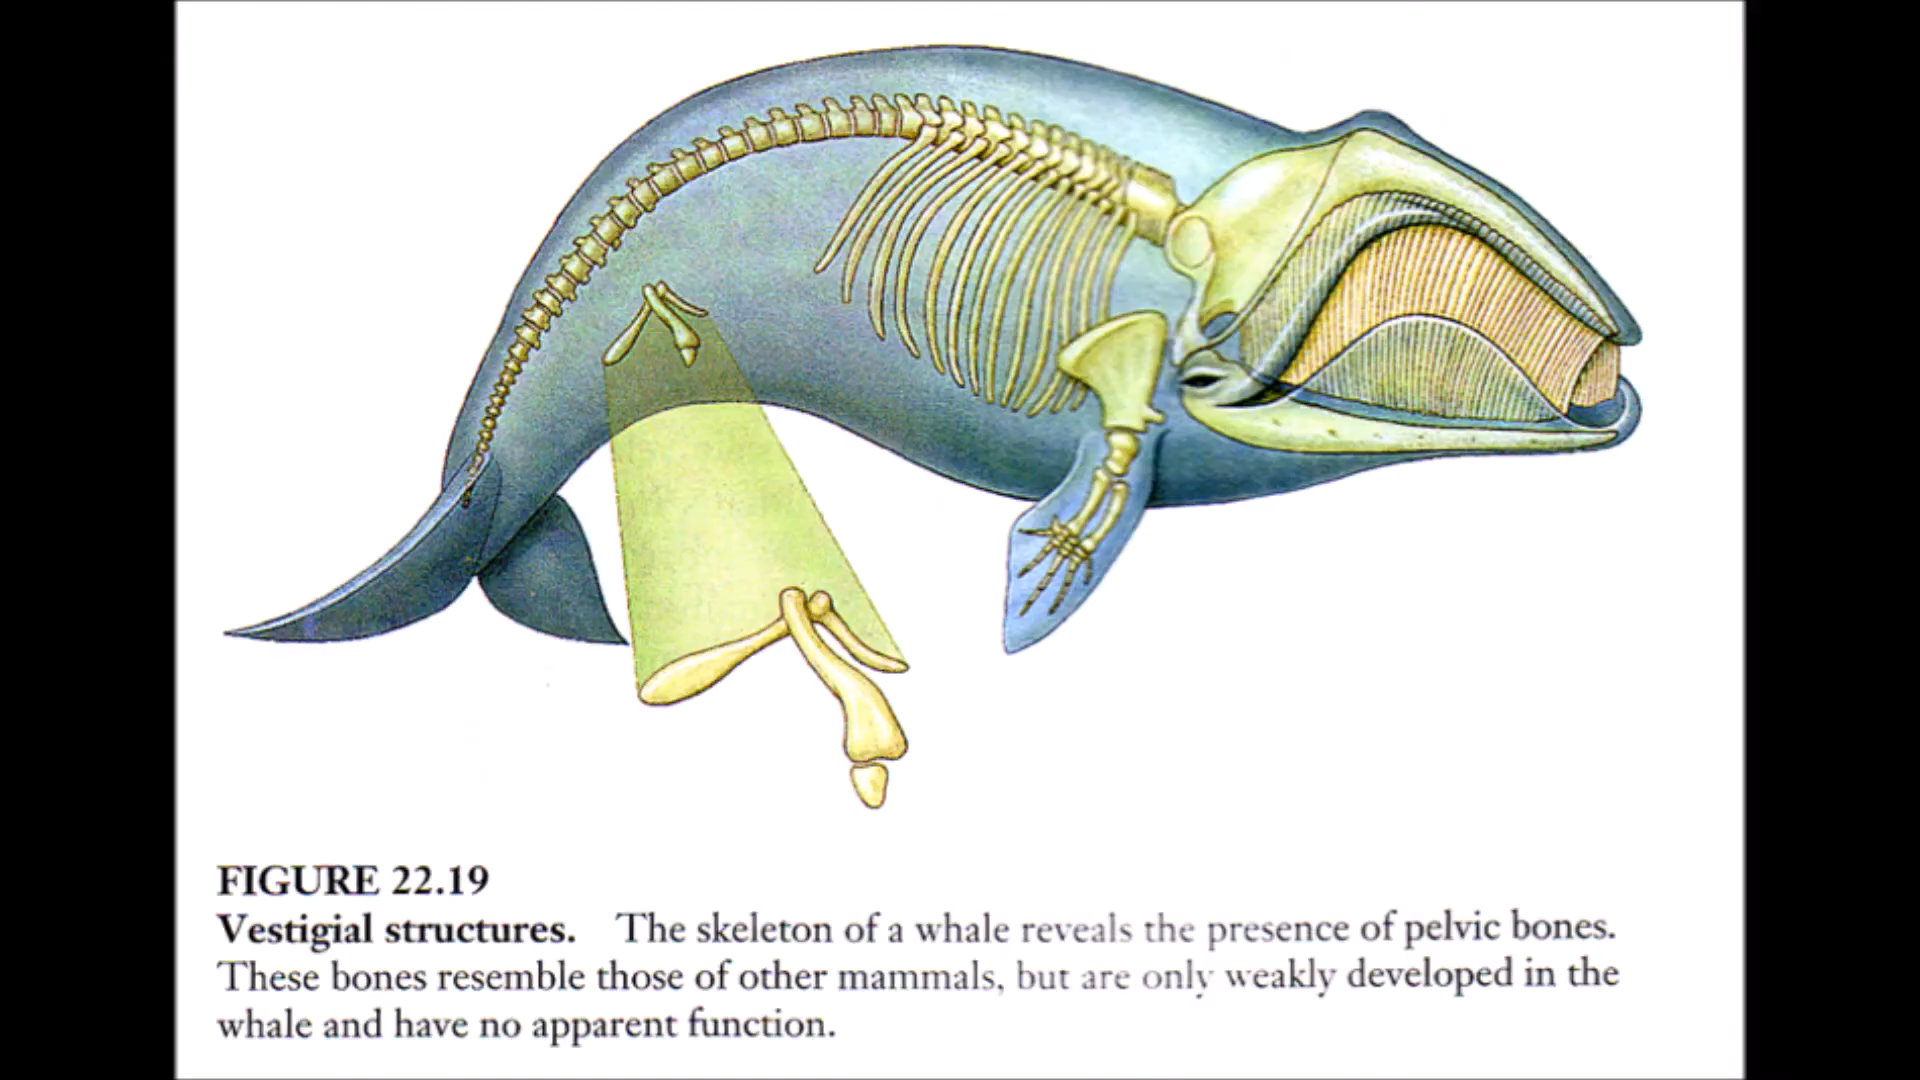 FIGURE 22.19
Vestigial structures. The skeleton of a whale reveals the presence of pelvic bones.
These bones resemble those of other mammals, but are only weakly developed in the
whale and have no apparent function.